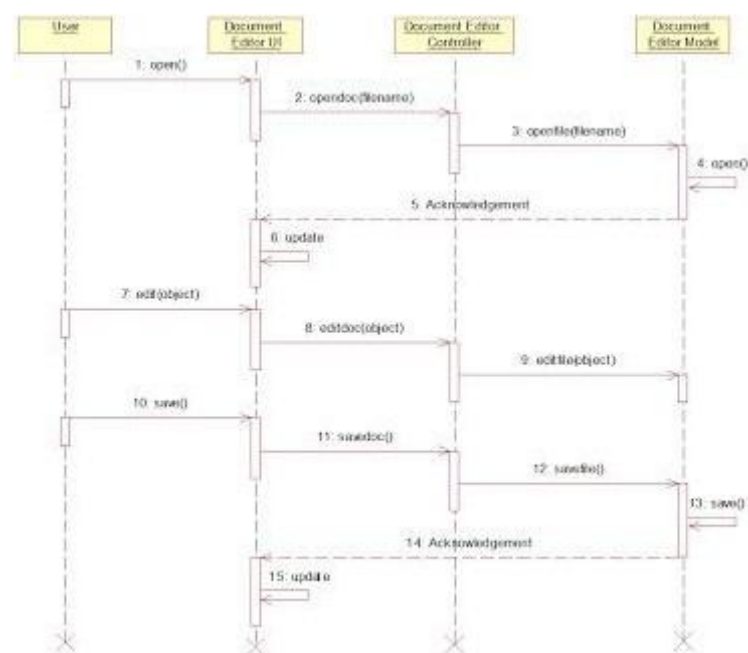 User
Document
Editor UI
Document Editor
Controller
Document
Editor Model
1: open()
2: opendoc(filename)
3: openfile(filename)
4: open()
5: Acknowledgement
6: update
7: edit(object)
8: editdoc(object)
9: editfile(object)
10: save()
11: savedoc()
12: savefile()
13: save()
14: Acknowledgement
15: update